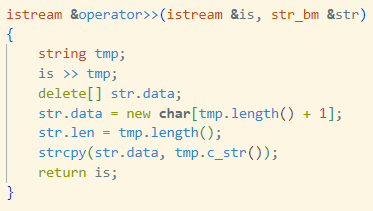 istream &operator>>(istream &is, str_bm &str)
{
    string tmp;
    is >> tmp;
    delete[] str.data;
    str.data = new char[tmp.length() + 1];
    str.len = tmp.length();
    strcpy(str.data, tmp.c_str());
    return is;
}